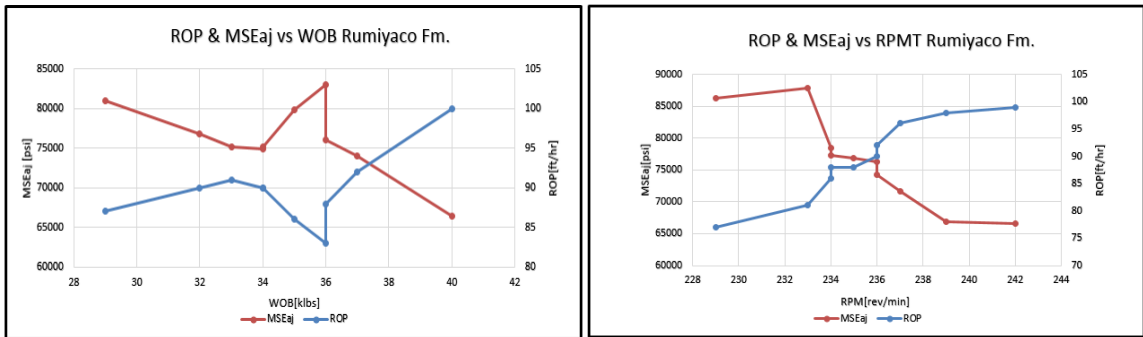 ROP & MSEaj vs WOB Rumiyaco Fm.
85000
80000
75000
70000
65000
60000
MSEaj [psi]
105
100
95
90
85
80
ROP[ft/hr]
28 30 32 34 36 38 40 42
WOB[klbs]
MSEaj ROP
ROP & MSEaj vs RPMT Rumiyaco Fm.
90000
85000
80000
75000
70000
65000
60000
MSEaj[psi]
105
100
95
90
85
80
75
70
ROP[ft/hr]
228 230 232 234 236 238 240 242 244
RPM[rev/min]
MSEaj ROP